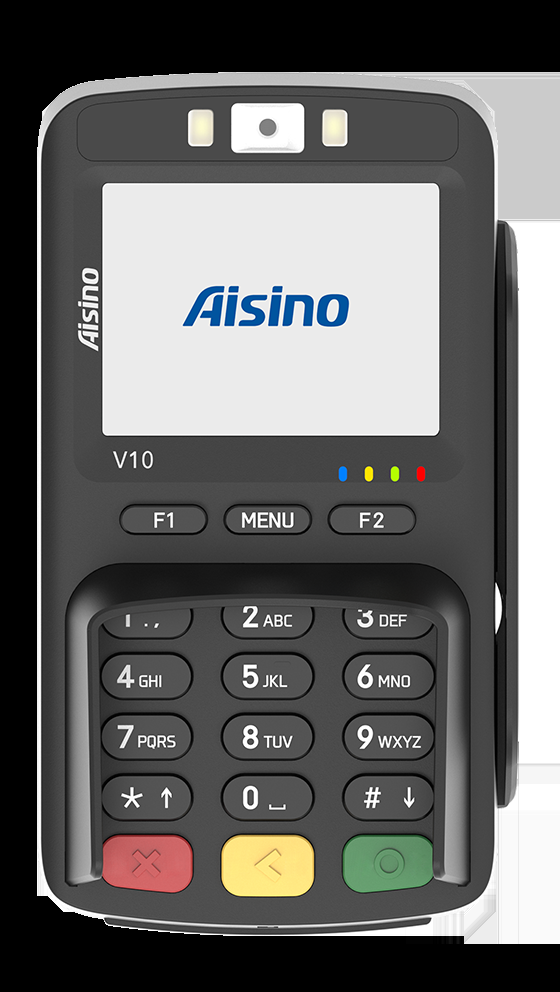 Aisino
Aisino
V10
F1 MENU F2
1 . , 2 ABC 3 DEF
4 GHI 5 JKL 6 MNO
7 PQRS 8 TUV 9 WXYZ
* ↑ 0 ⎵ # ↓